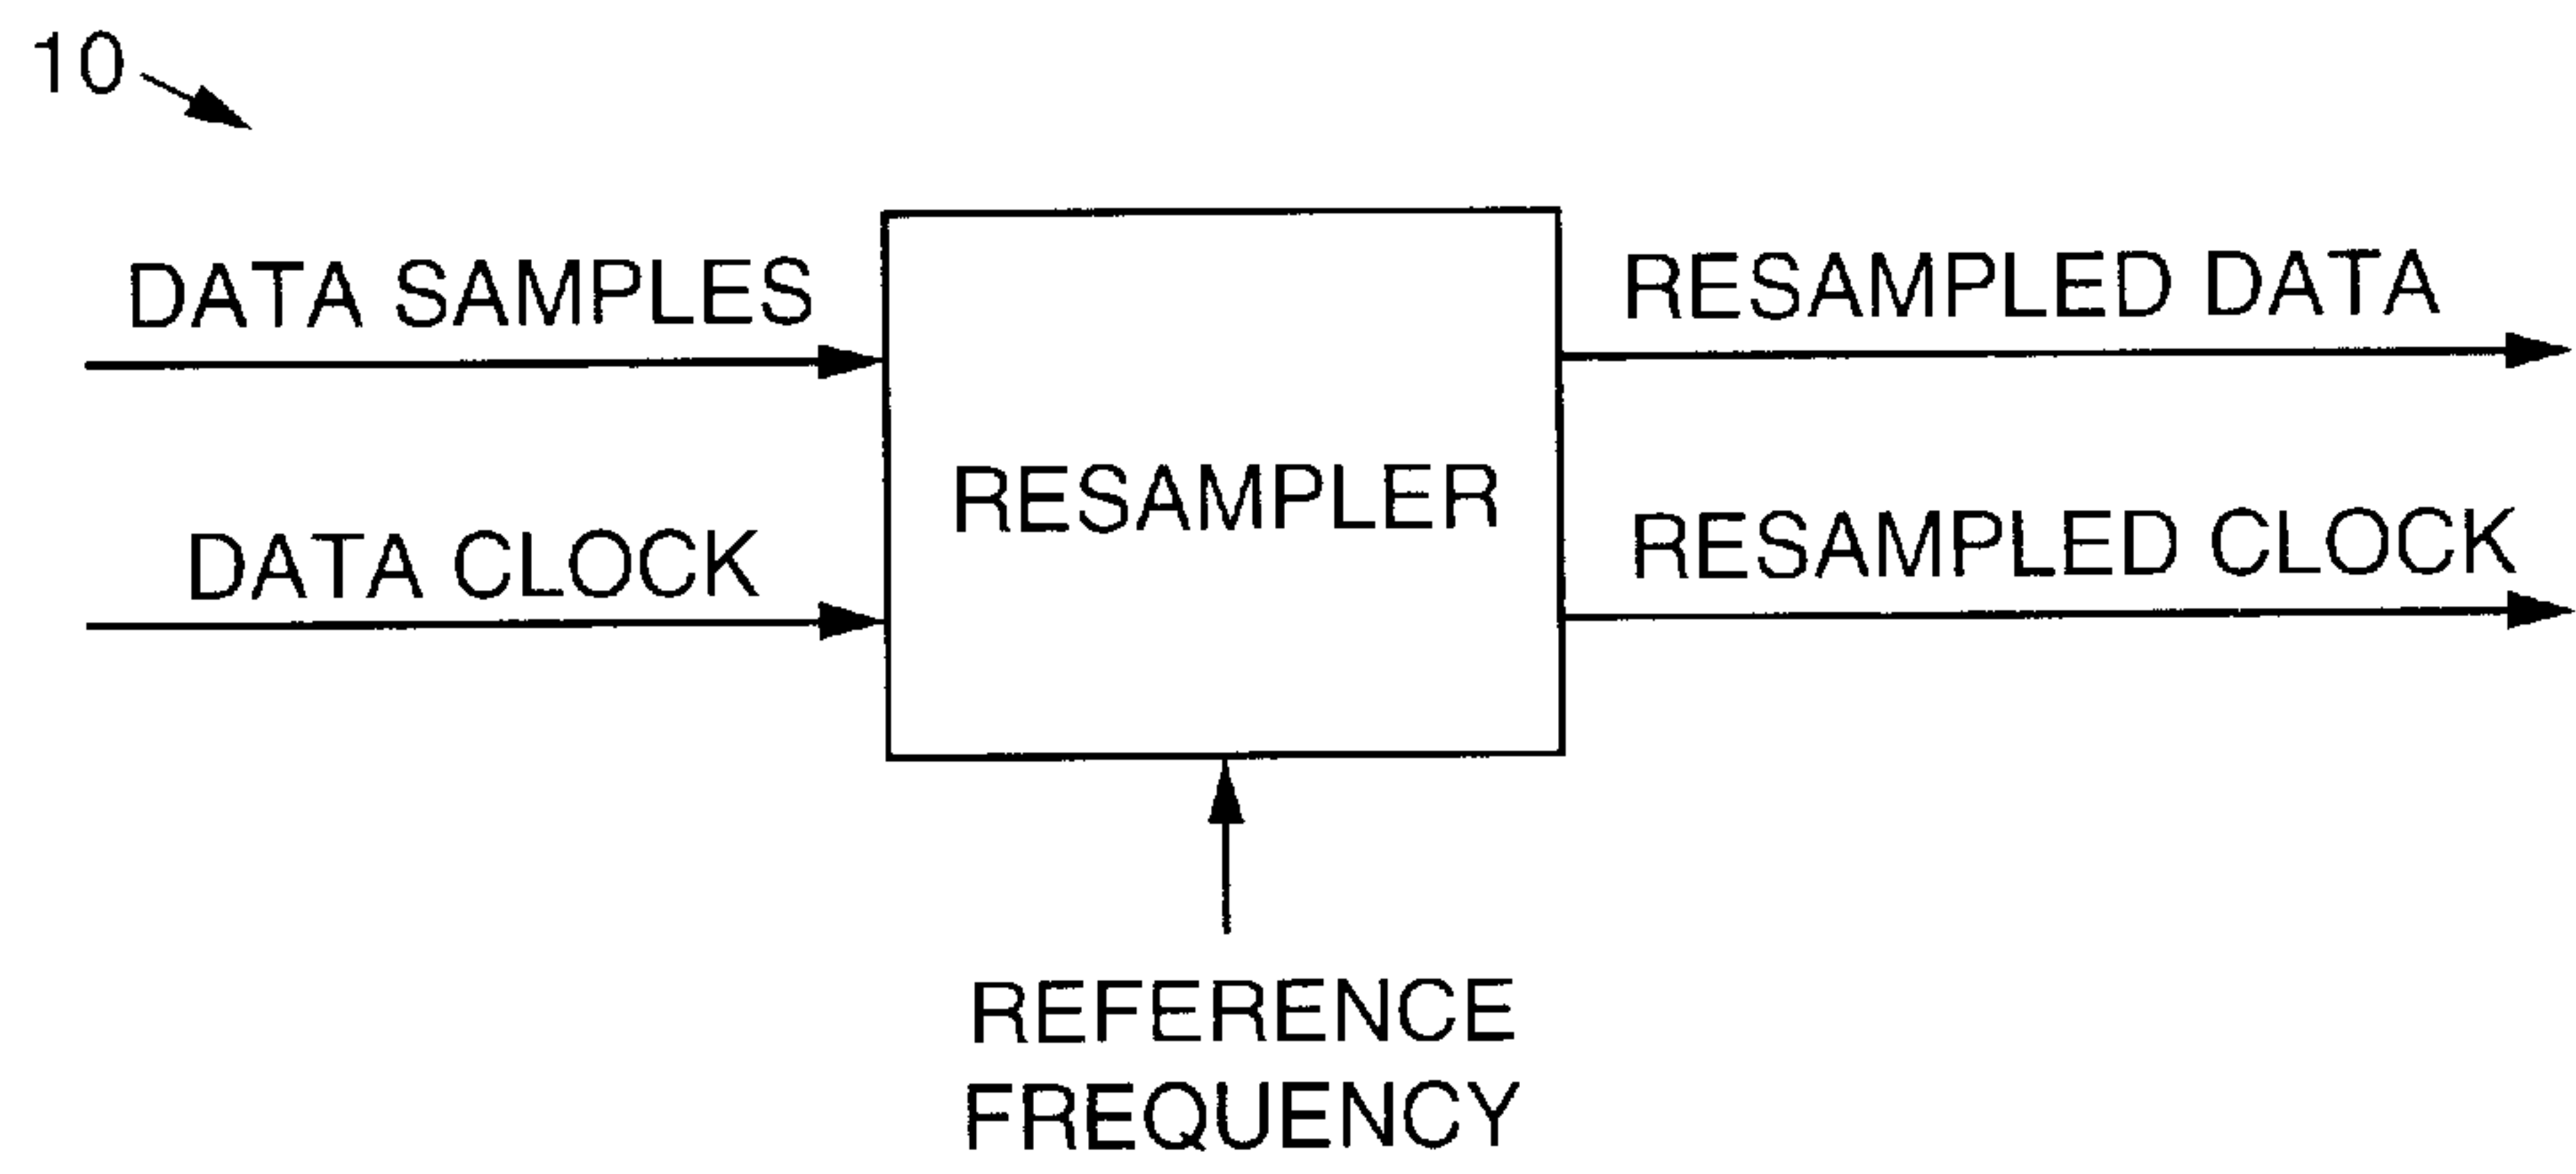 10
DATA SAMPLES
RESAMPLED DATA
RESAMPLER
DATA CLOCK
RESAMPLED CLOCK
REFERENCE
FREQUENCY